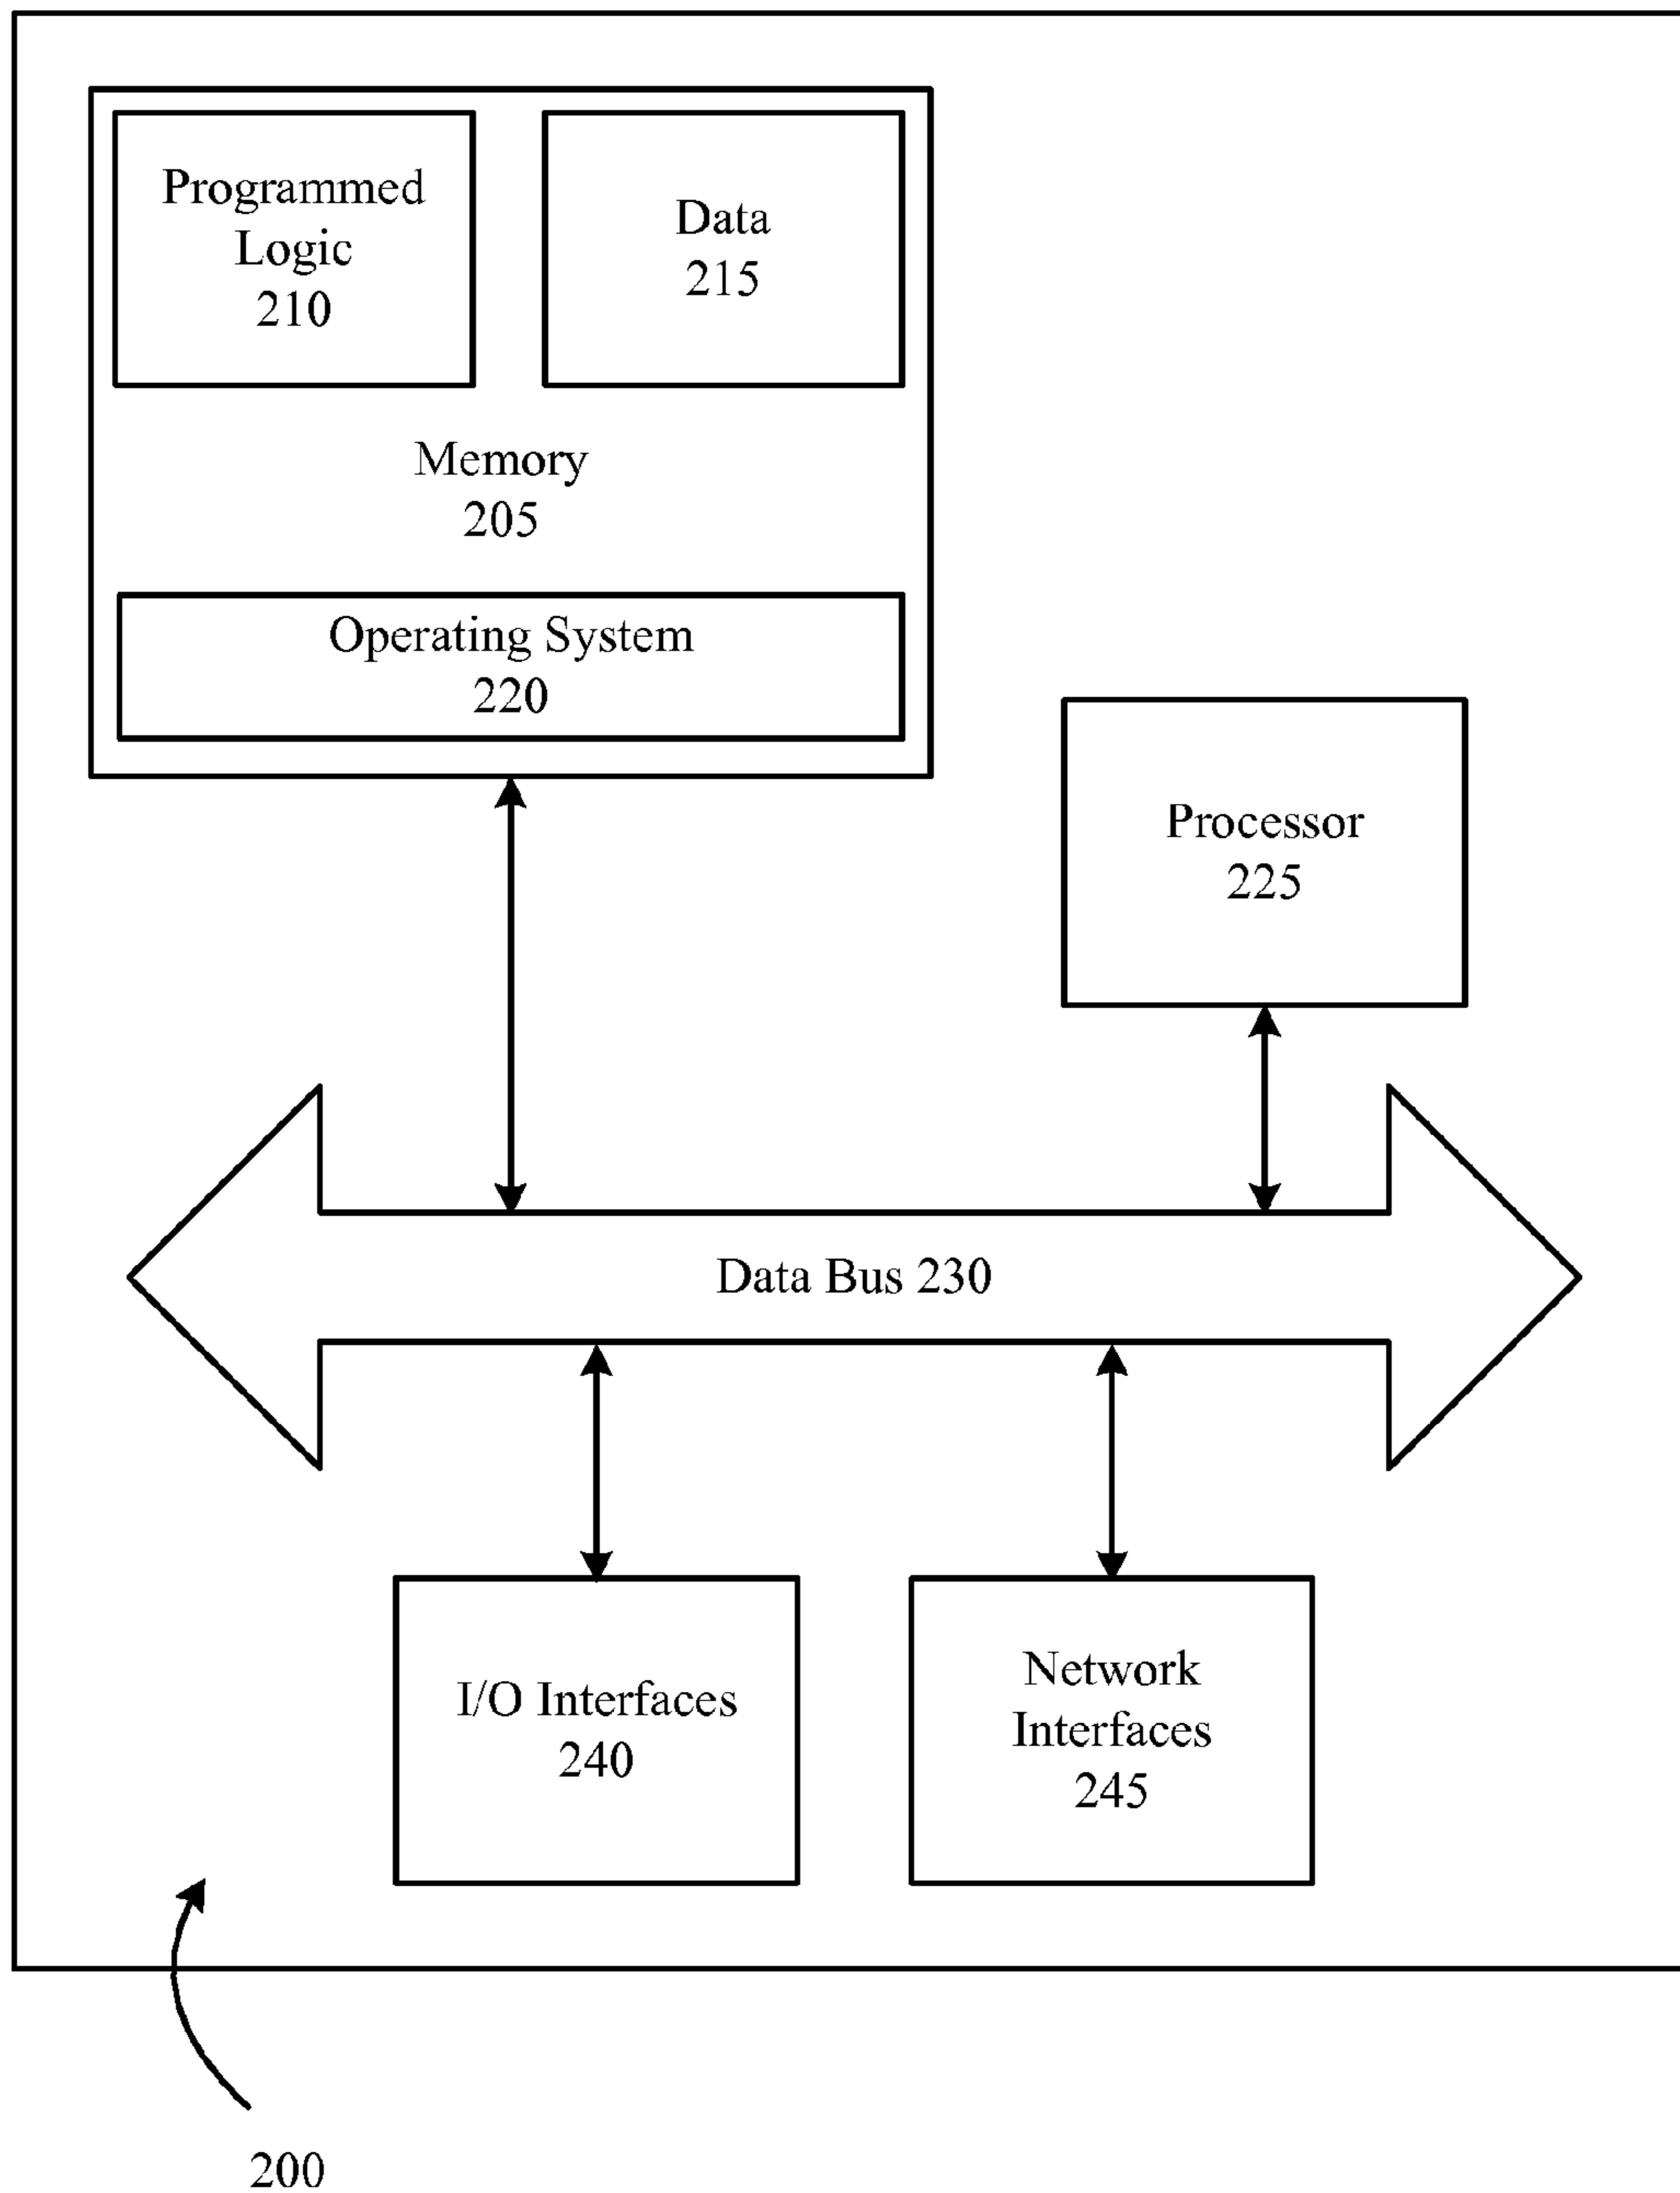 Programmed
Logic
210
Data
215
Memory
205
Operating System
220
Processor
225
Data Bus 230
I/O Interfaces
240
Network
Interfaces
245
200